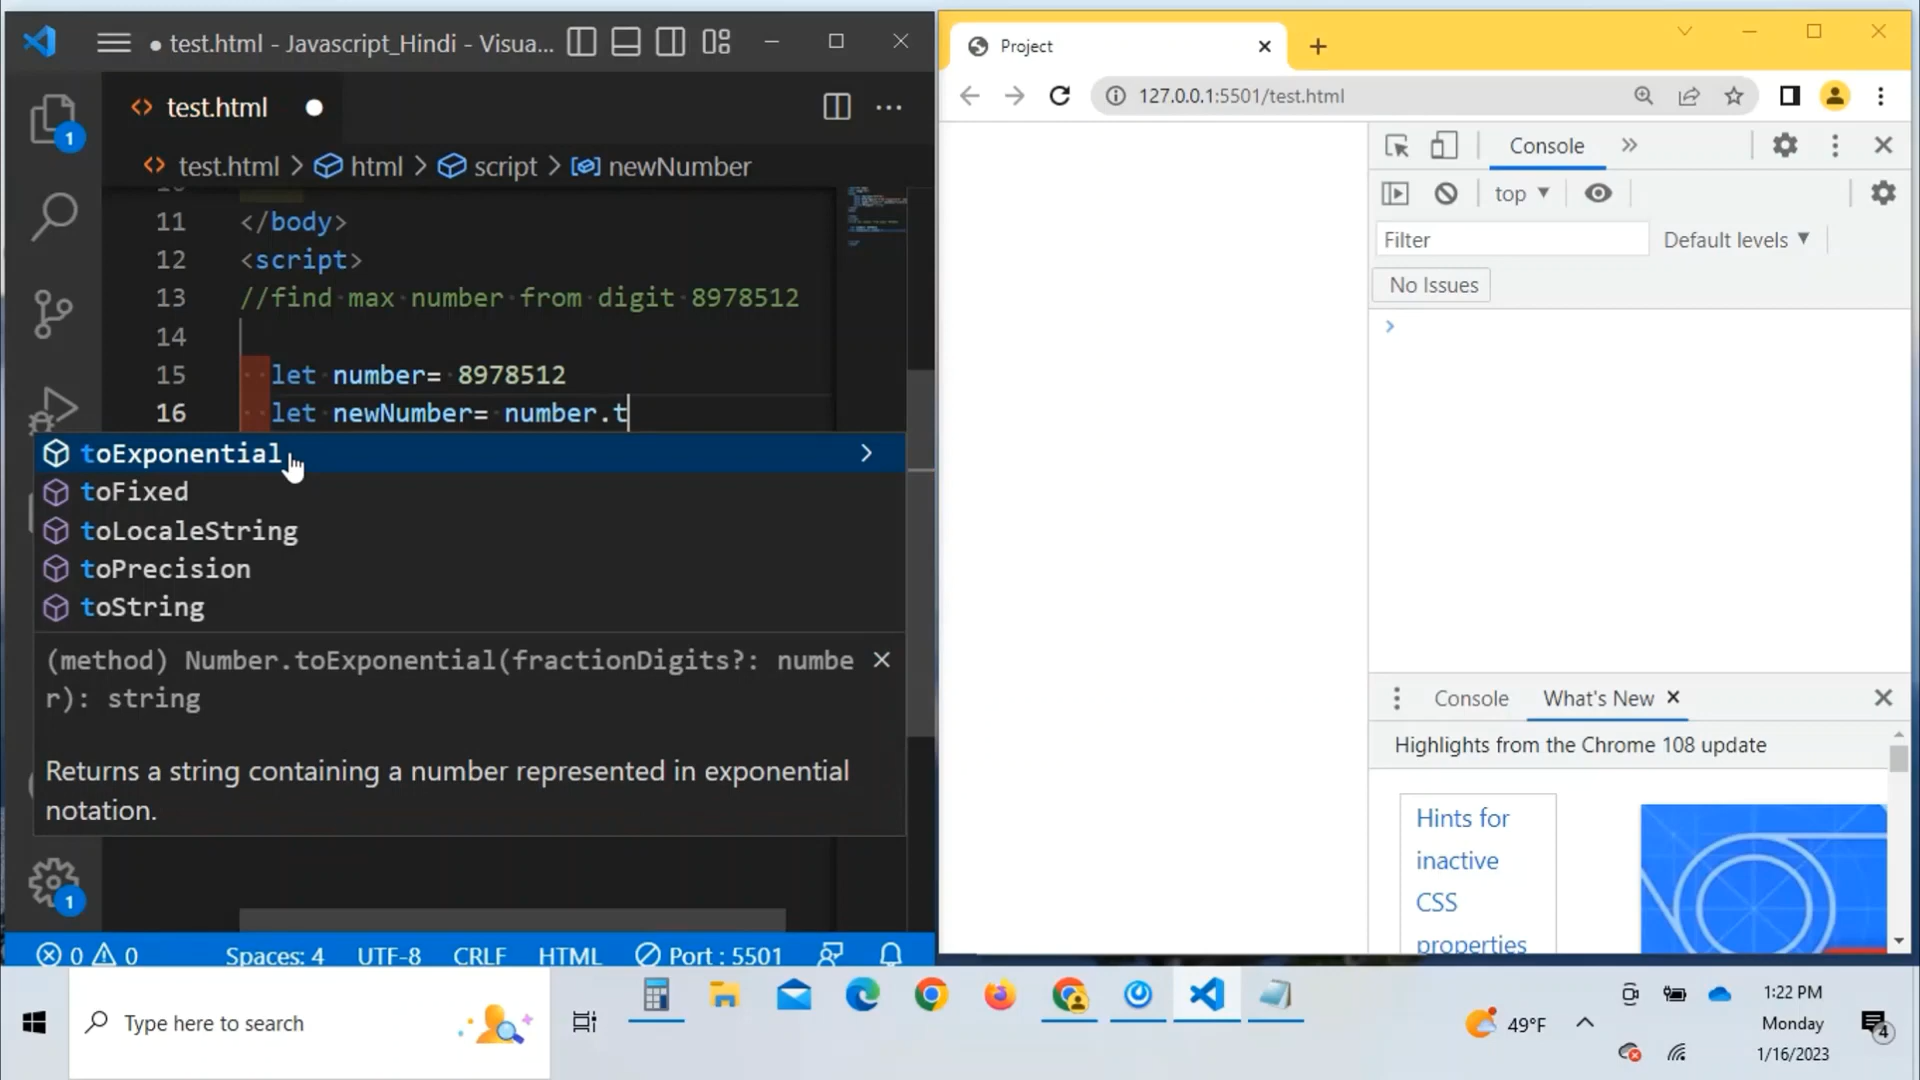 test.html - Javascript_Hindi - Visua...
test.html
test.html > html > script > newNumber
11 </body>
12 <script>
13 //find max number from digit 8978512
14
15 let number= 8978512
16 let newNumber= number.t
toExponential
toFixed
toLocaleString
toPrecision
toString
(method) Number.toExponential(fractionDigits?: numbe
r): string
Returns a string containing a number represented in exponential
notation.
1
1
0 0 Spaces: 4 UTF-8 CRLF HTML Port : 5501
Project
127.0.0.1:5501/test.html
Console
top
Filter Default levels
No Issues
Console What's New
Highlights from the Chrome 108 update
Hints for
inactive
CSS
properties
Type here to search
49°F
1:22 PM
Monday
1/16/2023
4